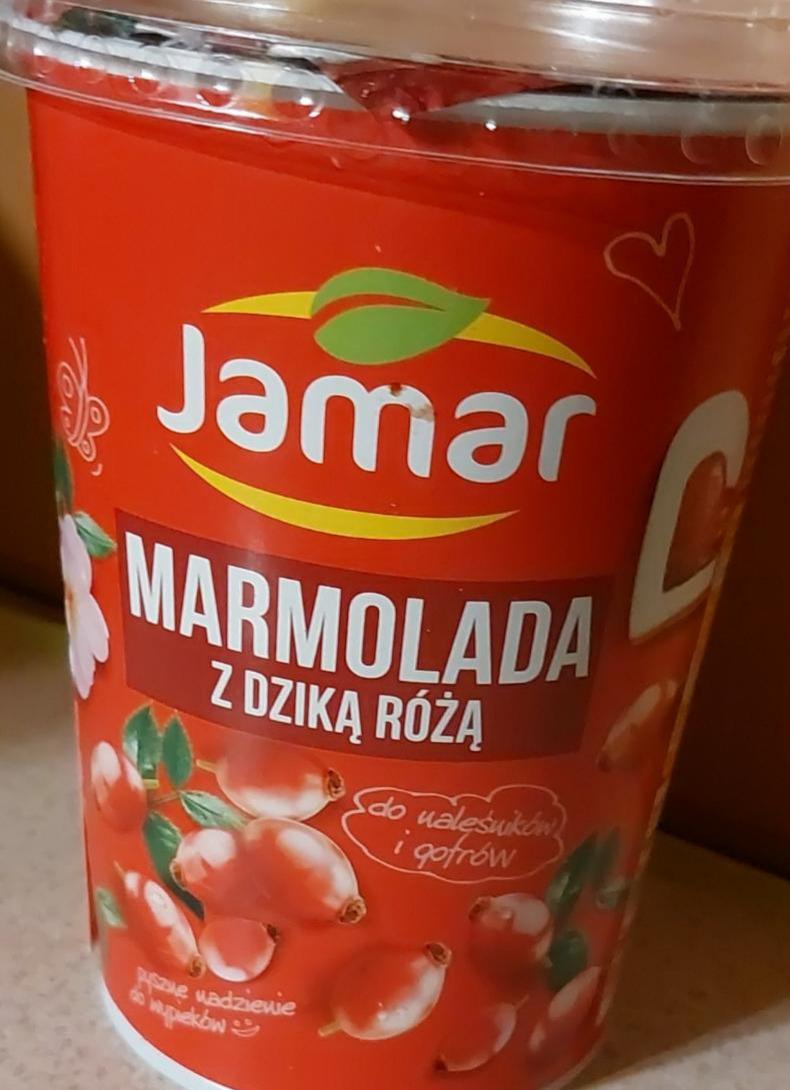 Jamar
MARMOLADA
Z DZIKĄ RÓŻĄ
do naleśników
i gofrów
pyszne nadzienie
do wypieków